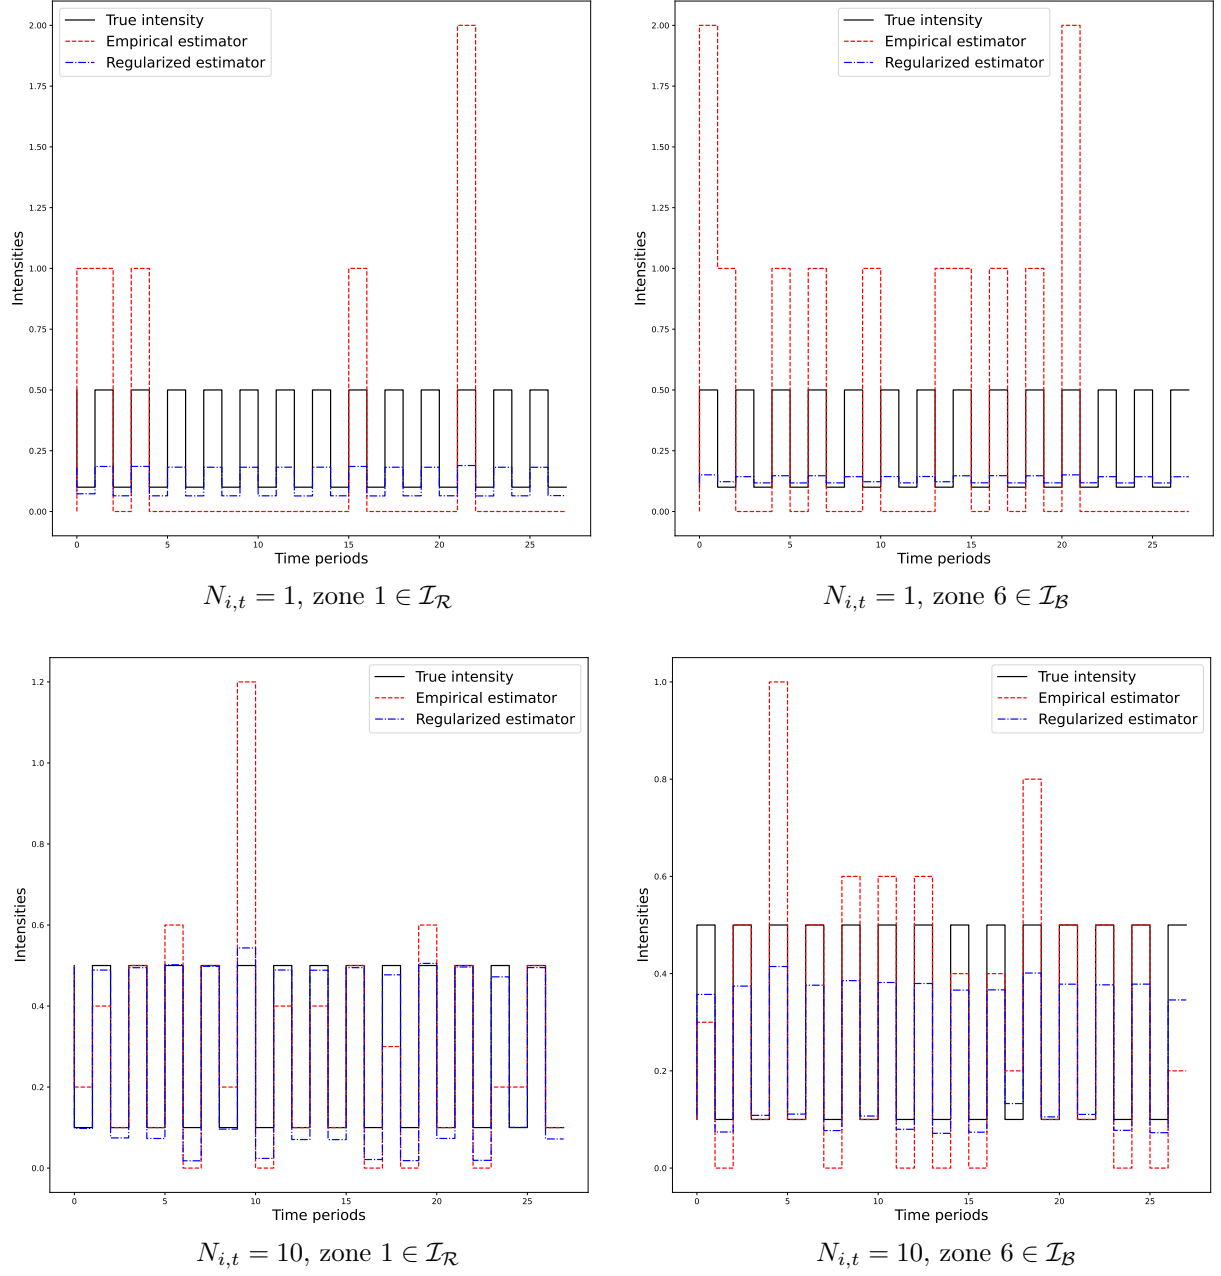 True intensity
Empirical estimator
Regularized estimator
2.00
1.75
1.50
1.25
1.00
0.75
0.50
0.25
0.00
Intensities
0 5 10 15 20 25
Time periods
N_{i,t} = 1, zone 1 ∈ I_R
True intensity
Empirical estimator
Regularized estimator
2.00
1.75
1.50
1.25
1.00
0.75
0.50
0.25
0.00
Intensities
0 5 10 15 20 25
Time periods
N_{i,t} = 1, zone 6 ∈ I_B
True intensity
Empirical estimator
Regularized estimator
1.2
1.0
0.8
0.6
0.4
0.2
0.0
Intensities
0 5 10 15 20 25
Time periods
N_{i,t} = 10, zone 1 ∈ I_R
True intensity
Empirical estimator
Regularized estimator
1.0
0.8
0.6
0.4
0.2
0.0
Intensities
0 5 10 15 20 25
Time periods
N_{i,t} = 10, zone 6 ∈ I_B